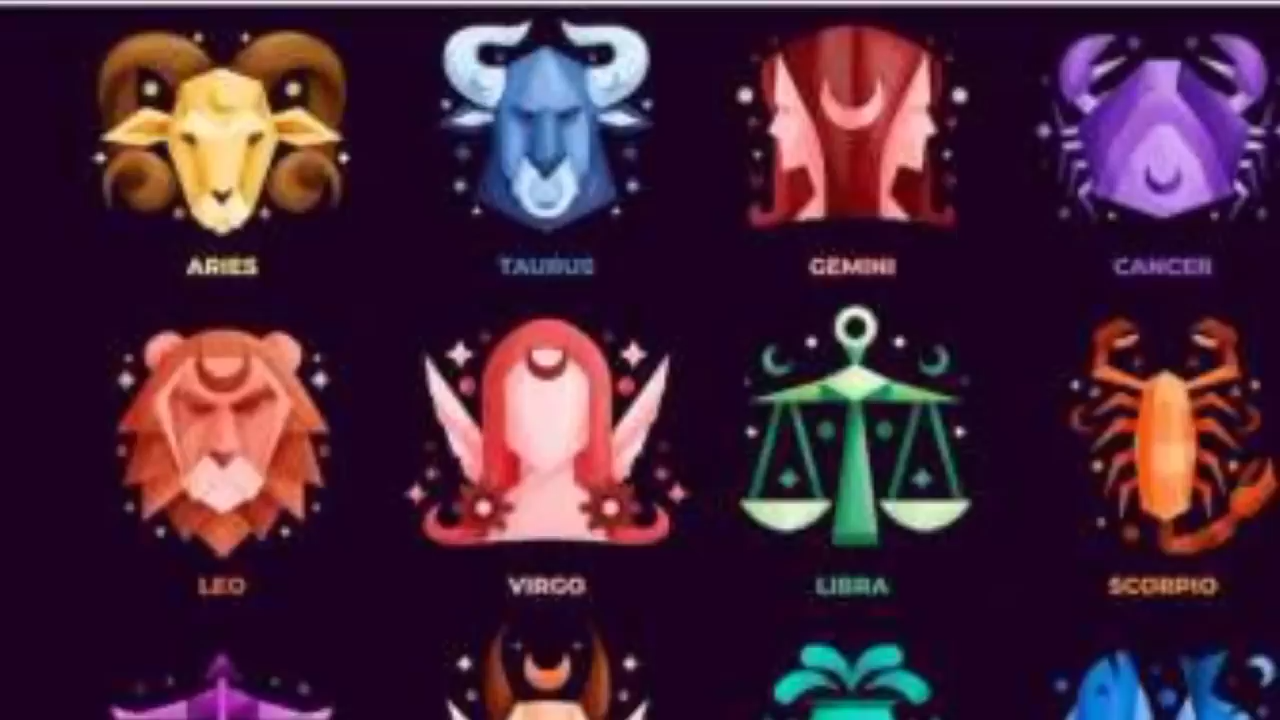 ARIES
TAURUS
GEMINI
CANCER
LEO
VIRGO
LIBRA
SCORPIO